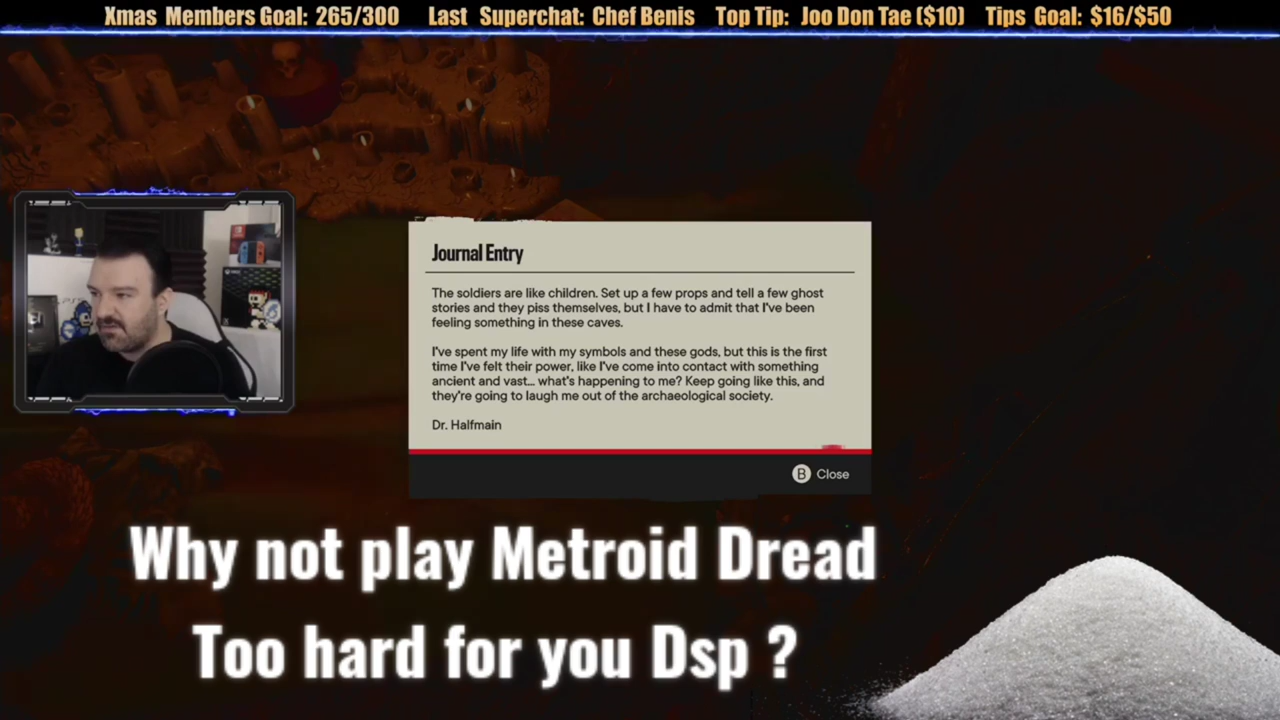 Xmas Members Goal: 265/300 Last Superchat: Chef Benis Top Tip: Joo Don Tae ($10) Tips Goal: $16/$50
Journal Entry
The soldiers are like children. Set up a few props and tell a few ghost
stories and they piss themselves, but I have to admit that I've been
feeling something in these caves.
I've spent my life with my symbols and these gods, but this is the first
time I've felt their power, like I've come into contact with something
ancient and vast... what's happening to me? Keep going like this, and
they're going to laugh me out of the archaeological society.
Dr. Halfmain
B Close
Why not play Metroid Dread
Too hard for you Dsp ?